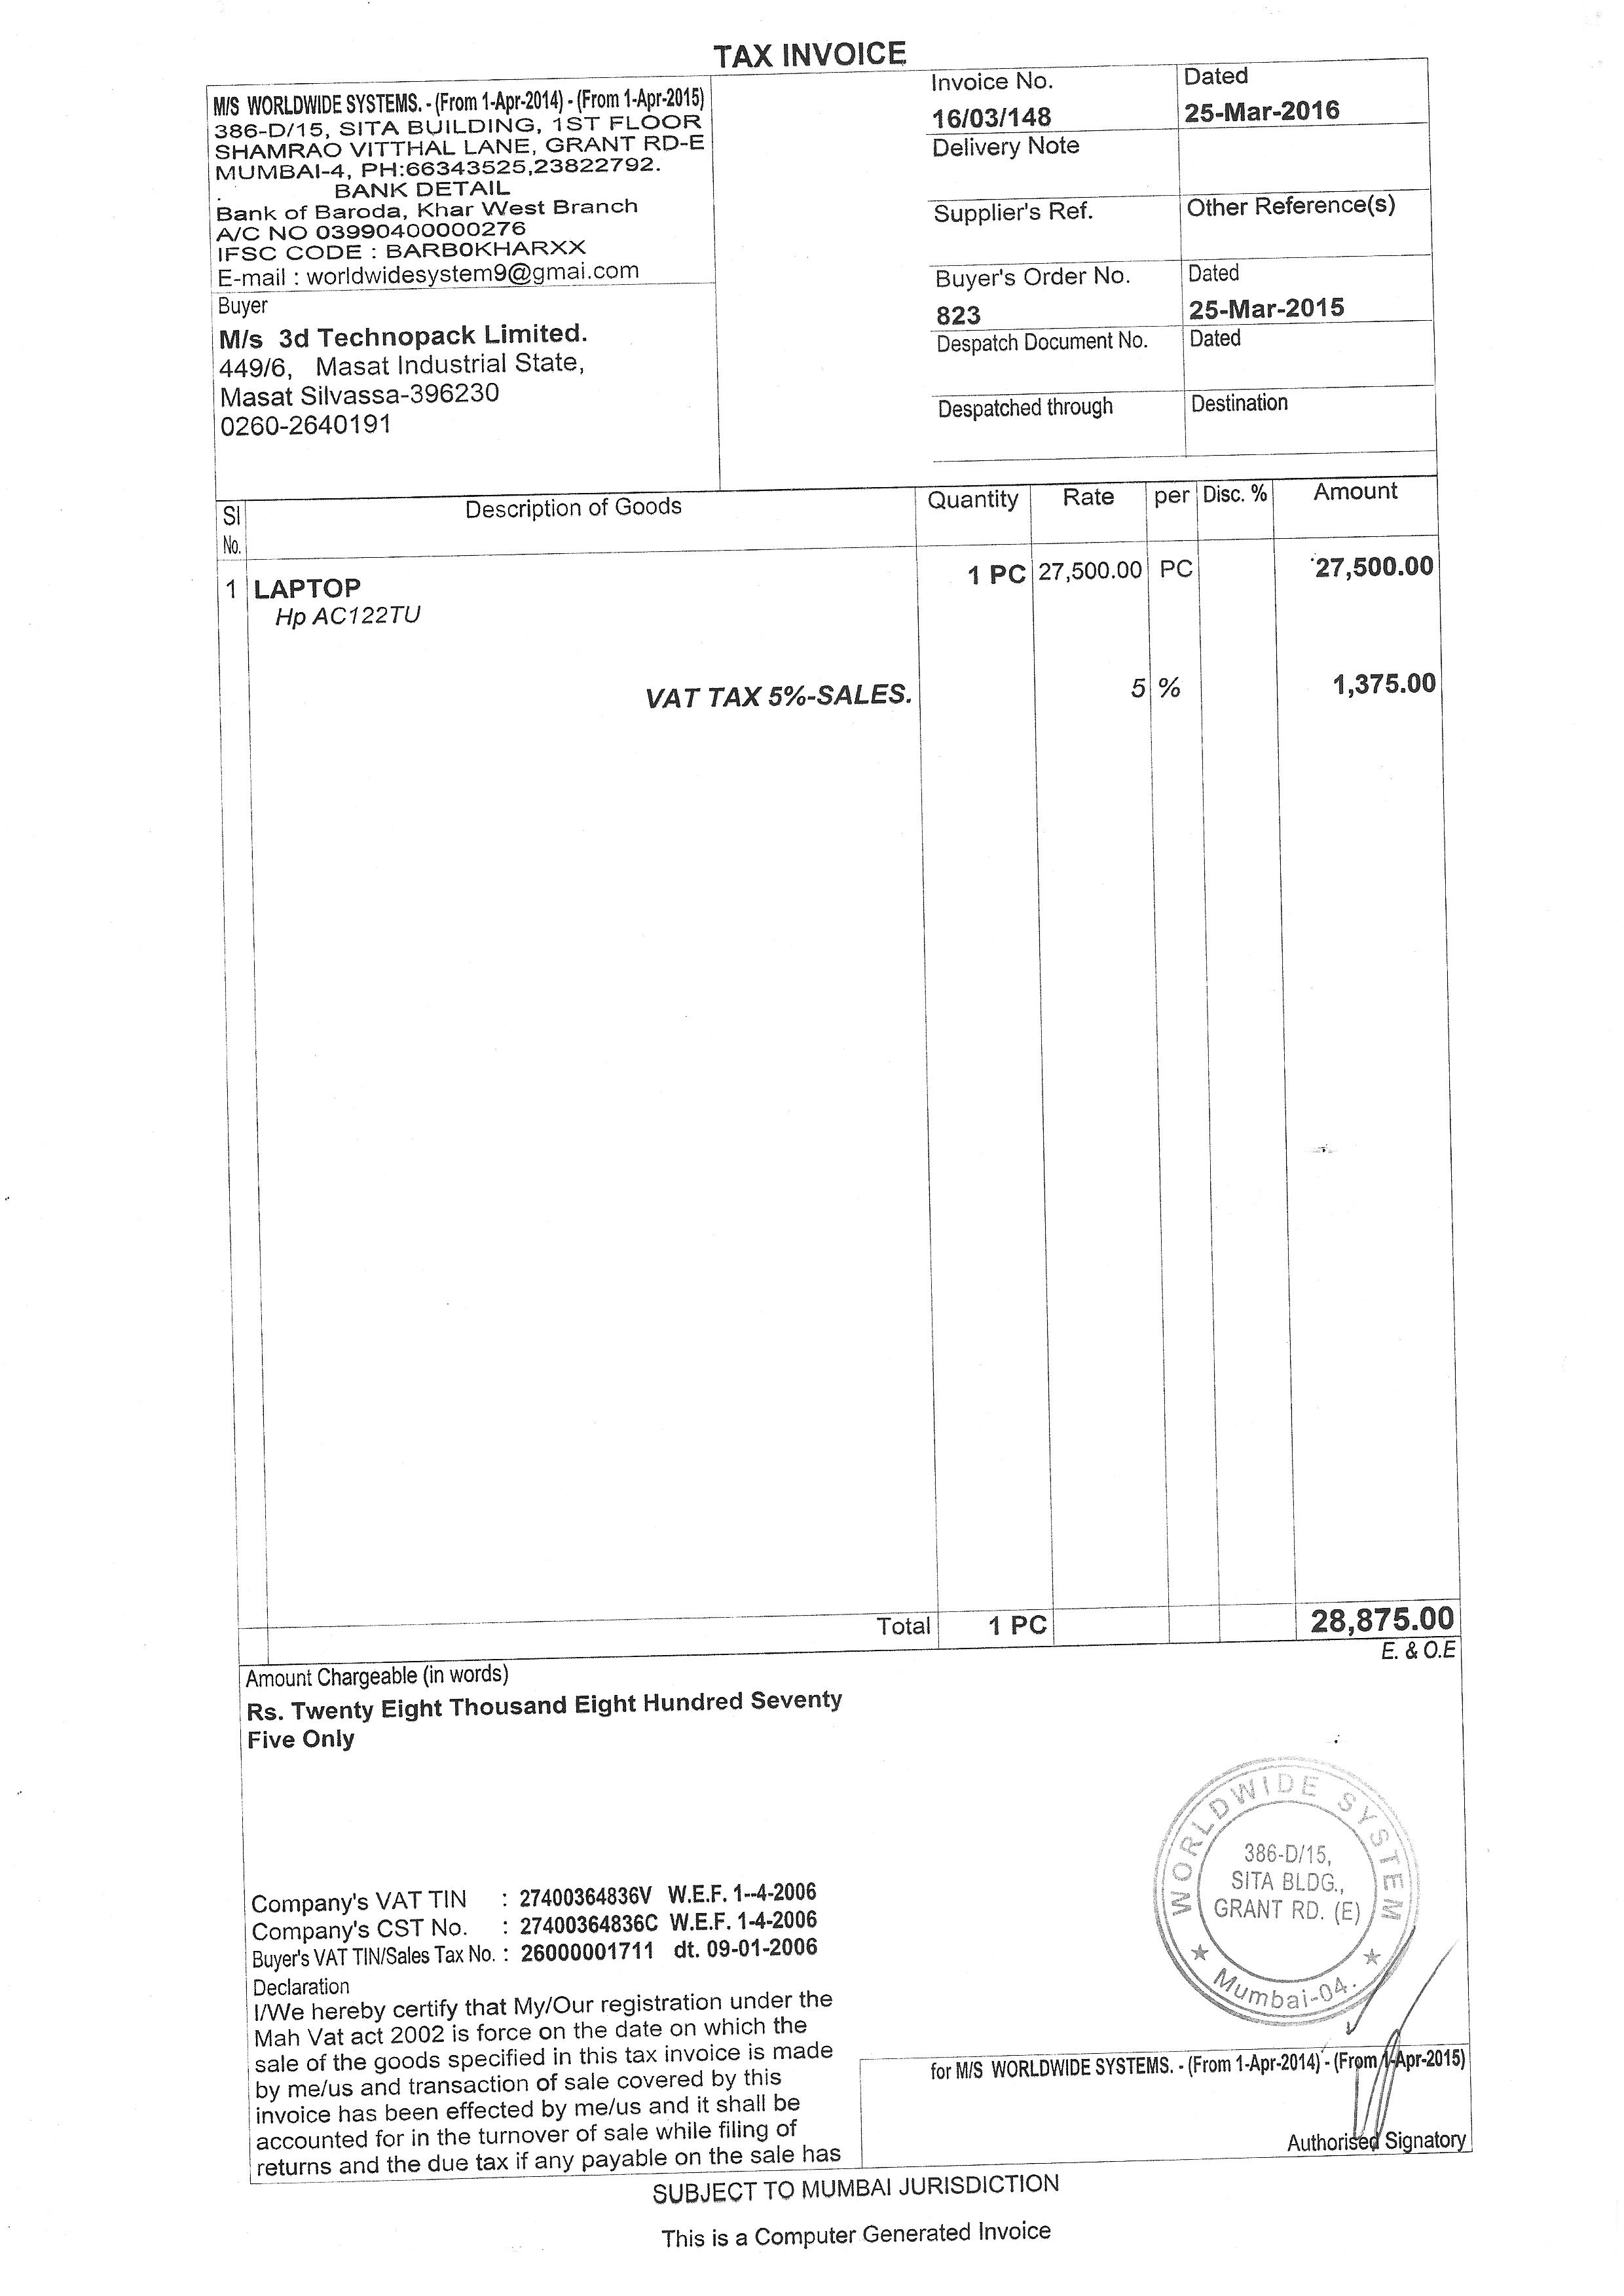 TAX INVOICE
M/S WORLDWIDE SYSTEMS. - (From 1-Apr-2014) - (From 1-Apr-2015)
386-D/15, SITA BUILDING, 1ST FLOOR
SHAMRAO VITTHAL LANE, GRANT RD-E
MUMBAI-4, PH:66343525,23822792.
. BANK DETAIL
Bank of Baroda, Khar West Branch
A/C NO 03990400000276
IFSC CODE : BARB0KHARXX
E-mail : worldwidesystem9@gmai.com
Invoice No. Dated
16/03/148 25-Mar-2016
Delivery Note
Supplier's Ref. Other Reference(s)
Buyer's Order No. Dated
823 25-Mar-2015
Despatch Document No. Dated
Despatched through Destination
Buyer
M/s 3d Technopack Limited.
449/6, Masat Industrial State,
Masat Silvassa-396230
0260-2640191
Sl No. Description of Goods Quantity Rate per Disc. % Amount
1 LAPTOP 1 PC 27,500.00 PC 27,500.00
Hp AC122TU
VAT TAX 5%-SALES. 5 % 1,375.00
Total 1 PC 28,875.00
E. & O.E
Amount Chargeable (in words)
Rs. Twenty Eight Thousand Eight Hundred Seventy
Five Only
WORLDWIDE SYSTEM
386-D/15,
SITA BLDG.,
GRANT RD. (E)
★ Mumbai-04. ★
Company's VAT TIN : 27400364836V W.E.F. 1--4-2006
Company's CST No. : 27400364836C W.E.F. 1-4-2006
Buyer's VAT TIN/Sales Tax No. : 26000001711 dt. 09-01-2006
Declaration
I/We hereby certify that My/Our registration under the
Mah Vat act 2002 is force on the date on which the
sale of the goods specified in this tax invoice is made
by me/us and transaction of sale covered by this
invoice has been effected by me/us and it shall be
accounted for in the turnover of sale while filing of
returns and the due tax if any payable on the sale has
for M/S WORLDWIDE SYSTEMS. - (From 1-Apr-2014) - (From 1-Apr-2015)
Authorised Signatory
SUBJECT TO MUMBAI JURISDICTION
This is a Computer Generated Invoice